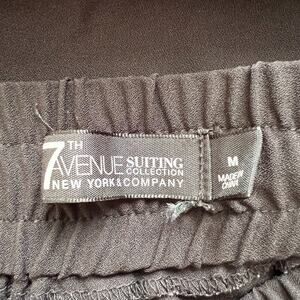 7TH
AVENUE SUITING
COLLECTION
NEW YORK&COMPANY
M
MADE IN
CHINA